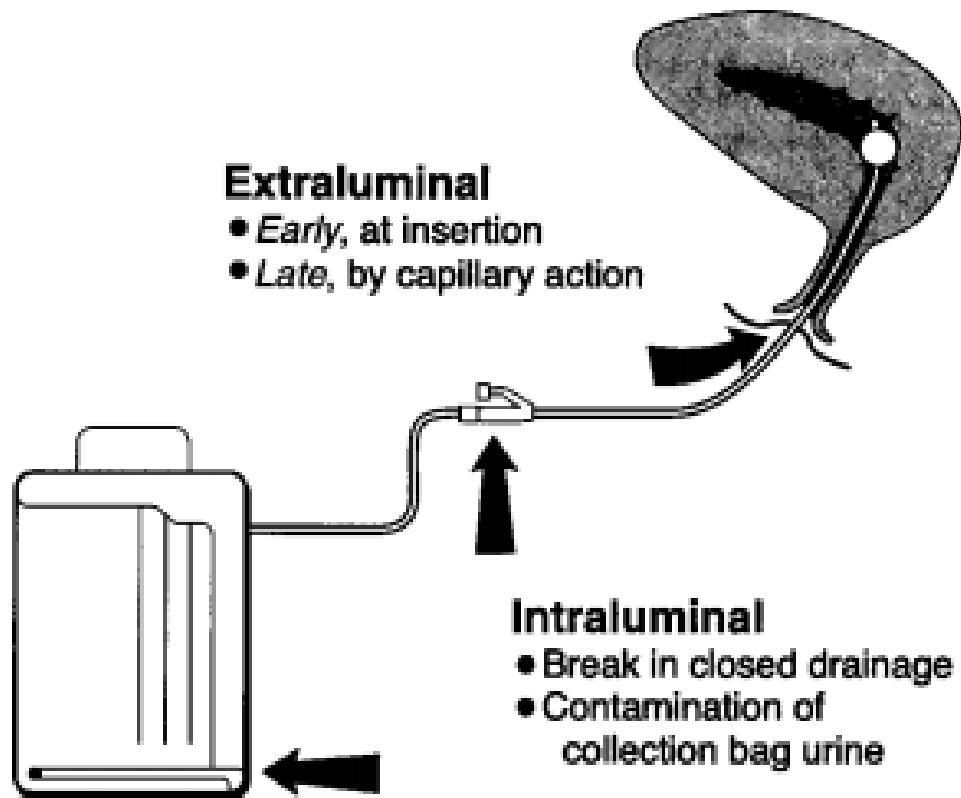 Extraluminal
• Early, at insertion
• Late, by capillary action
Intraluminal
• Break in closed drainage
• Contamination of
collection bag urine